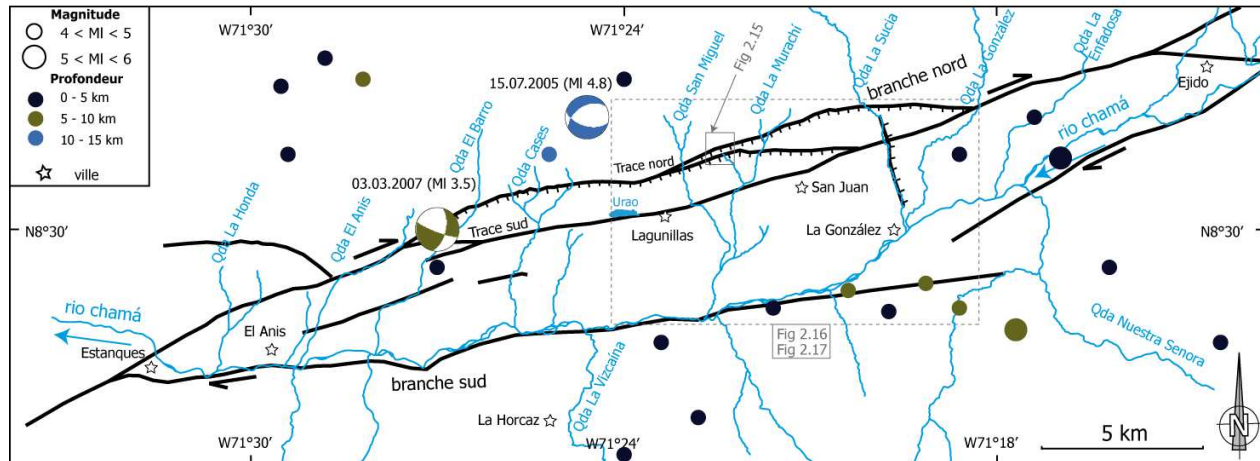 Magnitude
4 < Ml < 5
5 < Ml < 6
Profondeur
0 - 5 km
5 - 10 km
10 - 15 km
ville
W71°30'
W71°24'
Fig 2.15
Qda La Sucia
Qda La González
Qda La Enfadosa
Qda San Miguel
Qda La Murachí
branche nord
Ejido
15.07.2005 (Ml 4.8)
Qda El Barro
Qda Cases
rio chamá
Trace nord
San Juan
03.03.2007 (Ml 3.5)
Urao
Qda La Honda
Qda El Anis
Trace sud
Lagunillas
La González
N8°30'
N8°30'
rio chamá
Estanques
El Anis
Fig 2.16
Fig 2.17
Qda Nuestra Senora
branche sud
Qda La Vizcaina
La Horcaz
W71°30'
W71°24'
W71°18'
5 km
N